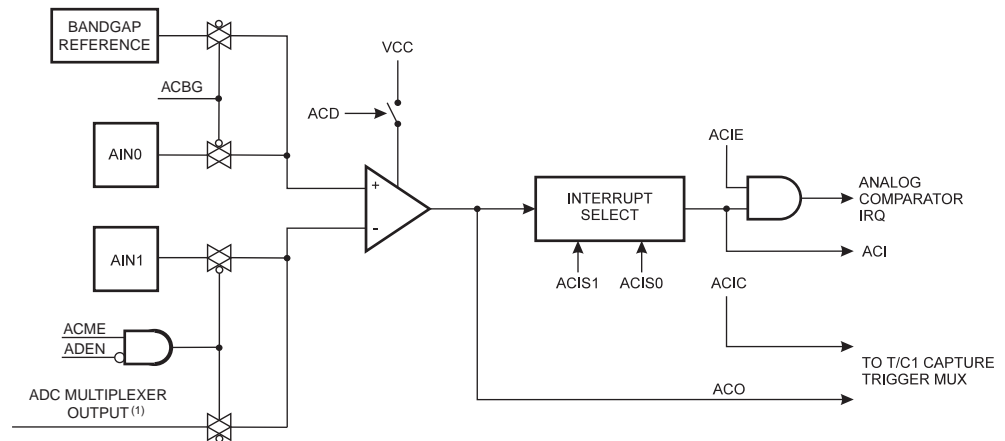 BANDGAP
REFERENCE
ACBG
VCC
ACD
AIN0
+
-
AIN1
ACME
ADEN
ADC MULTIPLEXER
OUTPUT (1)
INTERRUPT
SELECT
ACIS1
ACIS0
ACIE
ANALOG
COMPARATOR
IRQ
ACI
ACIC
TO T/C1 CAPTURE
TRIGGER MUX
ACO